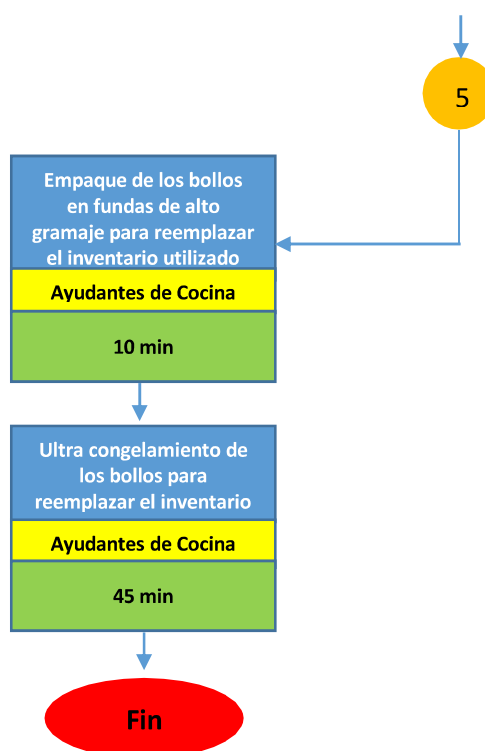 5
Empaque de los bollos
en fundas de alto
gramaje para reemplazar
el inventario utilizado
Ayudantes de Cocina
10 min
Ultra congelamiento de
los bollos para
reemplazar el inventario
Ayudantes de Cocina
45 min
Fin